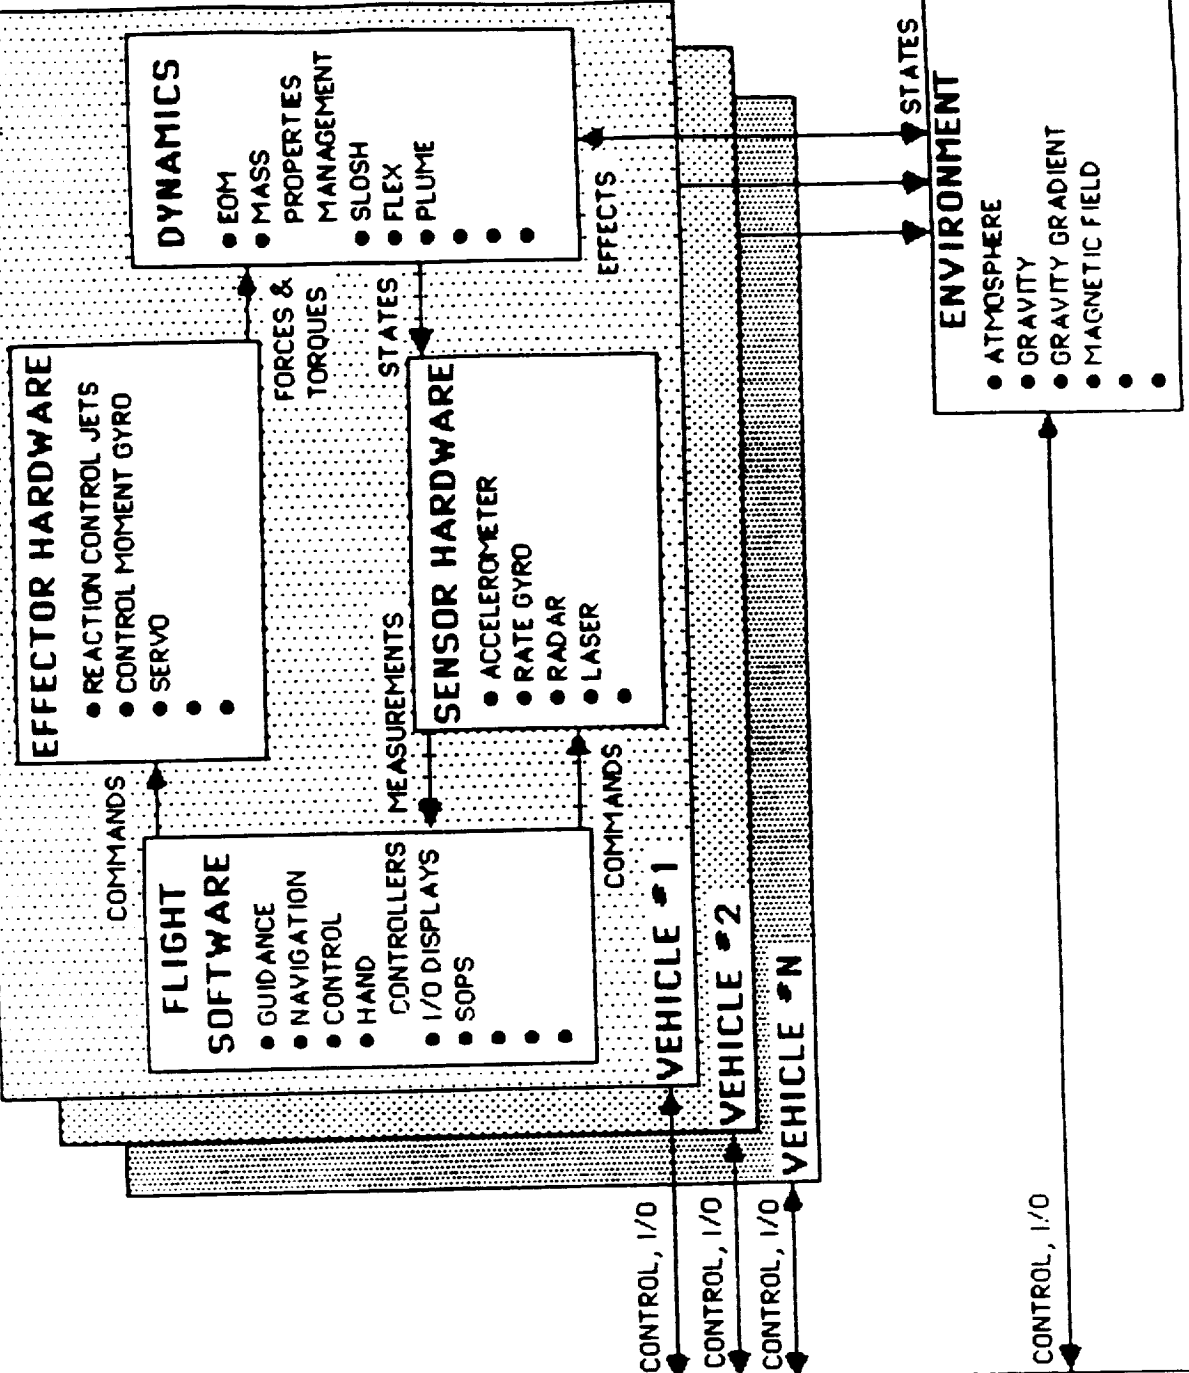 EFFECTOR HARDWARE
● REACTION CONTROL JETS
● CONTROL MOMENT GYRO
● SERVO
●
●
COMMANDS
FORCES &
TORQUES
DYNAMICS
● EOM
● MASS
PROPERTIES
MANAGEMENT
● SLOSH
● FLEX
● PLUME
●
●
●
FLIGHT
SOFTWARE
● GUIDANCE
● NAVIGATION
● CONTROL
● HAND
CONTROLLERS
● I/O DISPLAYS
● SOPS
●
●
●
MEASUREMENTS
STATES
SENSOR HARDWARE
● ACCELEROMETER
● RATE GYRO
● RADAR
● LASER
●
COMMANDS
EFFECTS
VEHICLE #1
VEHICLE #2
VEHICLE #N
CONTROL, I/O
CONTROL, I/O
CONTROL, I/O
STATES
ENVIRONMENT
● ATMOSPHERE
● GRAVITY
● GRAVITY GRADIENT
● MAGNETIC FIELD
●
●
CONTROL, I/O